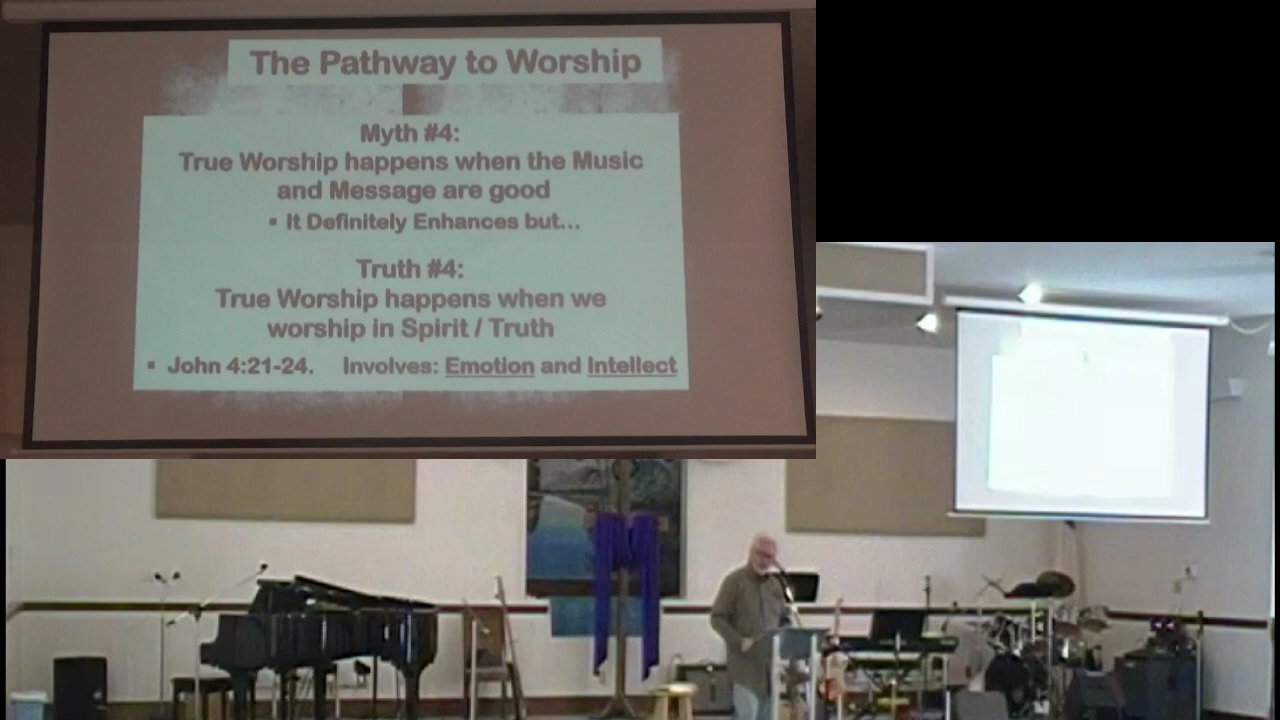 The Pathway to Worship
Myth #4:
True Worship happens when the Music
and Message are good
▪ It Definitely Enhances but...
Truth #4:
True Worship happens when we
worship in Spirit / Truth
▪ John 4:21-24. Involves: Emotion and Intellect